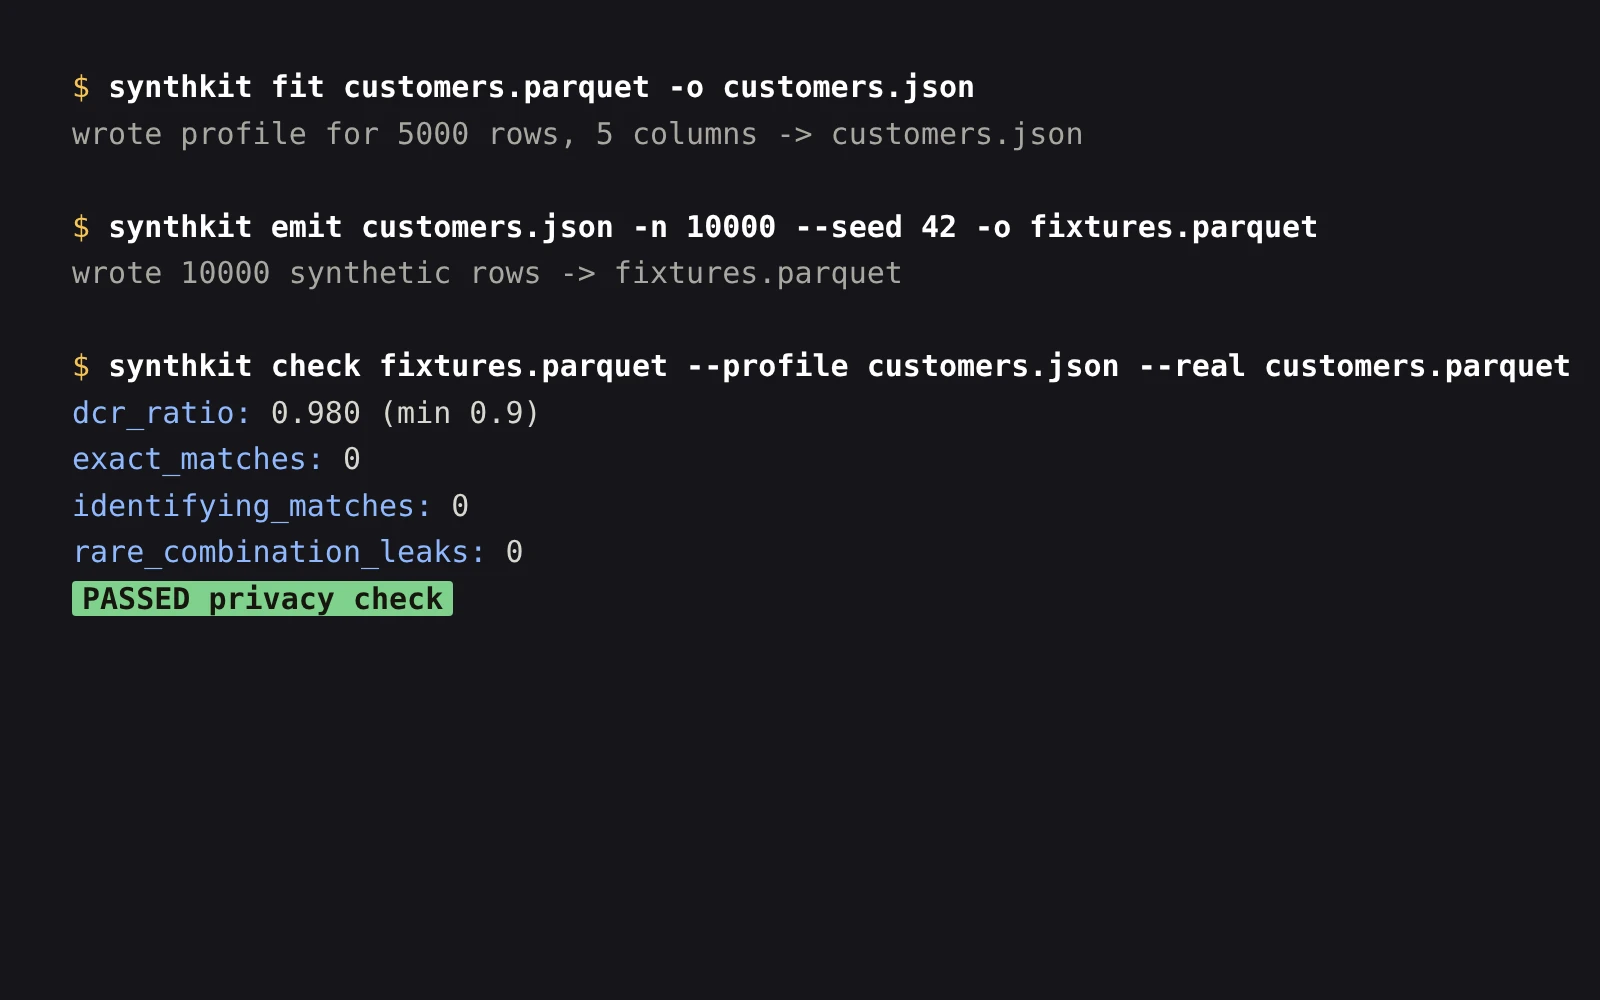 $ synthkit fit customers.parquet -o customers.json
wrote profile for 5000 rows, 5 columns -> customers.json
$ synthkit emit customers.json -n 10000 --seed 42 -o fixtures.parquet
wrote 10000 synthetic rows -> fixtures.parquet
$ synthkit check fixtures.parquet --profile customers.json --real customers.parquet
dcr_ratio: 0.980 (min 0.9)
exact_matches: 0
identifying_matches: 0
rare_combination_leaks: 0
PASSED privacy check